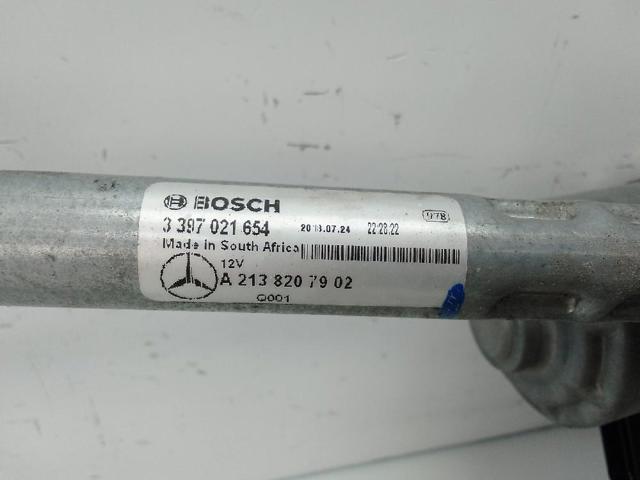 BOSCH
3 397 021 654 2018.07.24 22:28:22 978
Made in South Africa
12V
A 213 820 79 02
Q001